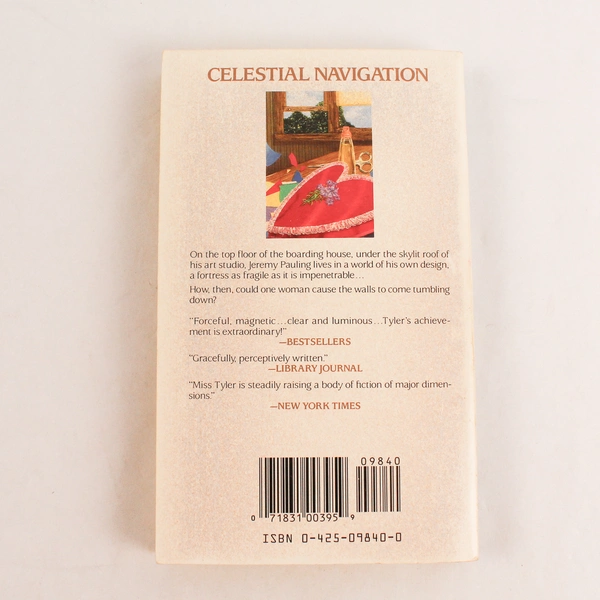 CELESTIAL NAVIGATION
On the top floor of the boarding house, under the skylit roof of
his art studio, Jeremy Pauling lives in a world of his own design,
a fortress as fragile as it is impenetrable...
How, then, could one woman cause the walls to come tumbling
down?
"Forceful, magnetic...clear and luminous...Tyler's achieve-
ment is extraordinary!"
—BESTSELLERS
"Gracefully, perceptively written."
—LIBRARY JOURNAL
"Miss Tyler is steadily raising a body of fiction of major dimen-
sions."
—NEW YORK TIMES
09840
0 71831 00395 9
ISBN 0-425-09840-0